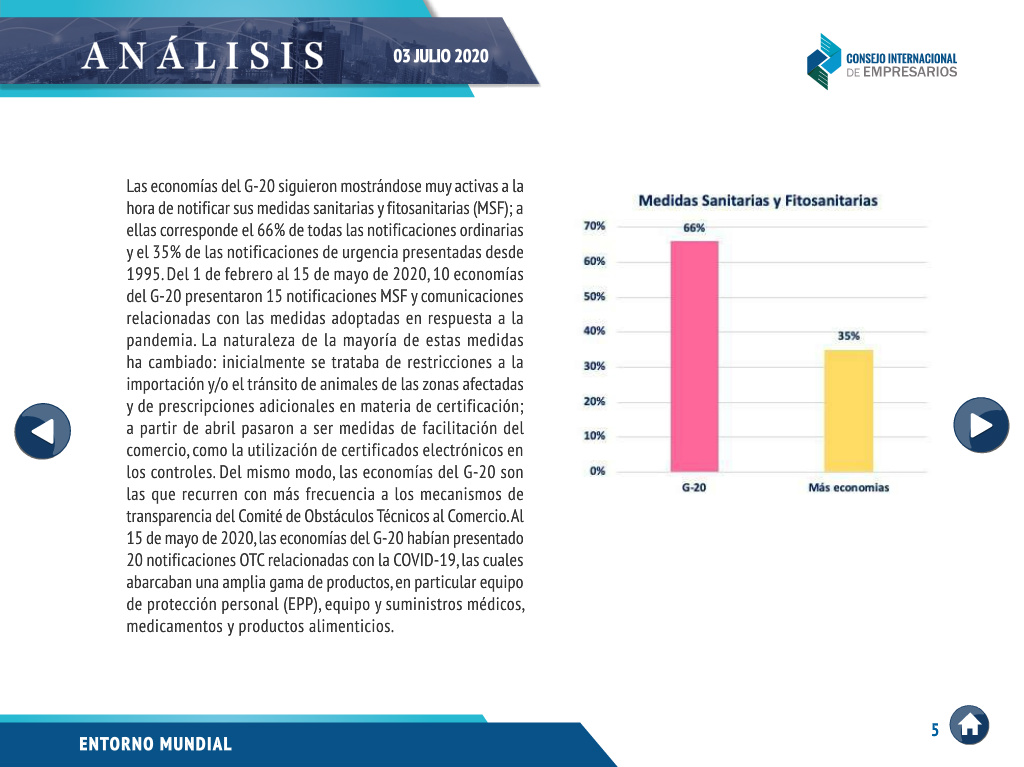 ANÁLISIS
03 JULIO 2020
CONSEJO INTERNACIONAL
DE EMPRESARIOS
Las economías del G-20 siguieron mostrándose muy activas a la
hora de notificar sus medidas sanitarias y fitosanitarias (MSF); a
ellas corresponde el 66% de todas las notificaciones ordinarias
y el 35% de las notificaciones de urgencia presentadas desde
1995. Del 1 de febrero al 15 de mayo de 2020, 10 economías
del G-20 presentaron 15 notificaciones MSF y comunicaciones
relacionadas con las medidas adoptadas en respuesta a la
pandemia. La naturaleza de la mayoría de estas medidas
ha cambiado: inicialmente se trataba de restricciones a la
importación y/o el tránsito de animales de las zonas afectadas
y de prescripciones adicionales en materia de certificación;
a partir de abril pasaron a ser medidas de facilitación del
comercio, como la utilización de certificados electrónicos en
los controles. Del mismo modo, las economías del G-20 son
las que recurren con más frecuencia a los mecanismos de
transparencia del Comité de Obstáculos Técnicos al Comercio. Al
15 de mayo de 2020, las economías del G-20 habían presentado
20 notificaciones OTC relacionadas con la COVID-19, las cuales
abarcaban una amplia gama de productos, en particular equipo
de protección personal (EPP), equipo y suministros médicos,
medicamentos y productos alimenticios.
Medidas Sanitarias y Fitosanitarias
70%
60%
50%
40%
30%
20%
10%
0%
66%
35%
G-20
Más economias
ENTORNO MUNDIAL
5